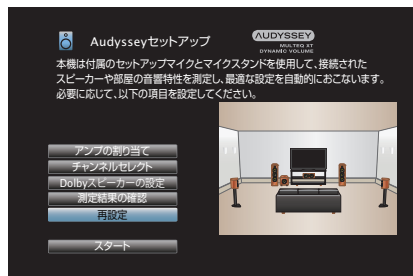 Audysseyセットアップ
AUDYSSEY
MULTEQ XT
DYNAMIC VOLUME
本機は付属のセットアップマイクとマイクスタンドを使用して、接続された
スピーカーや部屋の音響特性を測定し、最適な設定を自動的におこないます。
必要に応じて、以下の項目を設定してください。
アンプの割り当て
チャンネルセレクト
Dolbyスピーカーの設定
測定結果の確認
再設定
スタート